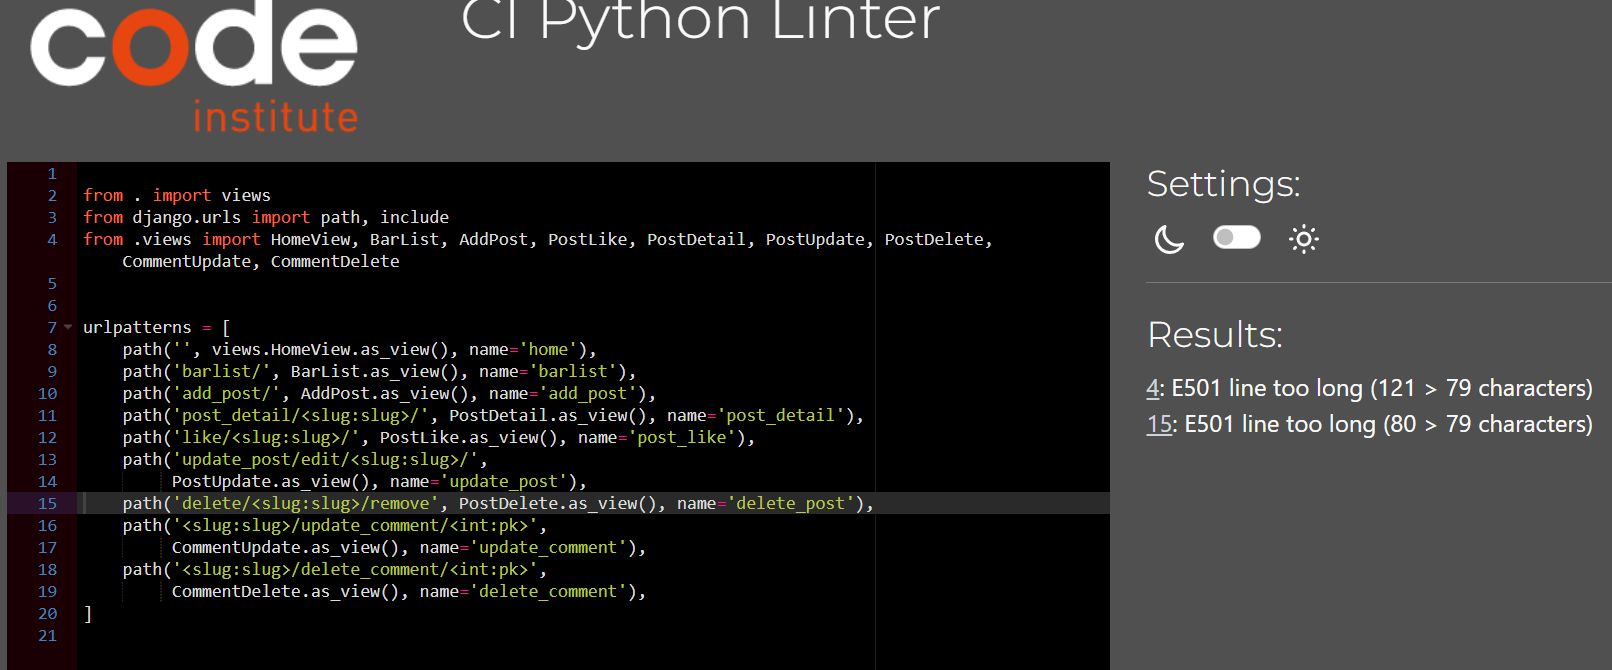 code
institute
CI Python Linter
1
2 from . import views
3 from django.urls import path, include
4 from .views import HomeView, BarList, AddPost, PostLike, PostDetail, PostUpdate, PostDelete,
CommentUpdate, CommentDelete
5
6
7 urlpatterns = [
8 path('', views.HomeView.as_view(), name='home'),
9 path('barlist/', BarList.as_view(), name='barlist'),
10 path('add_post/', AddPost.as_view(), name='add_post'),
11 path('post_detail/<slug:slug>/', PostDetail.as_view(), name='post_detail'),
12 path('like/<slug:slug>/', PostLike.as_view(), name='post_like'),
13 path('update_post/edit/<slug:slug>/',
14 PostUpdate.as_view(), name='update_post'),
15 path('delete/<slug:slug>/remove', PostDelete.as_view(), name='delete_post'),
16 path('<slug:slug>/update_comment/<int:pk>',
17 CommentUpdate.as_view(), name='update_comment'),
18 path('<slug:slug>/delete_comment/<int:pk>',
19 CommentDelete.as_view(), name='delete_comment'),
20 ]
21
Settings:
Results:
4: E501 line too long (121 > 79 characters)
15: E501 line too long (80 > 79 characters)